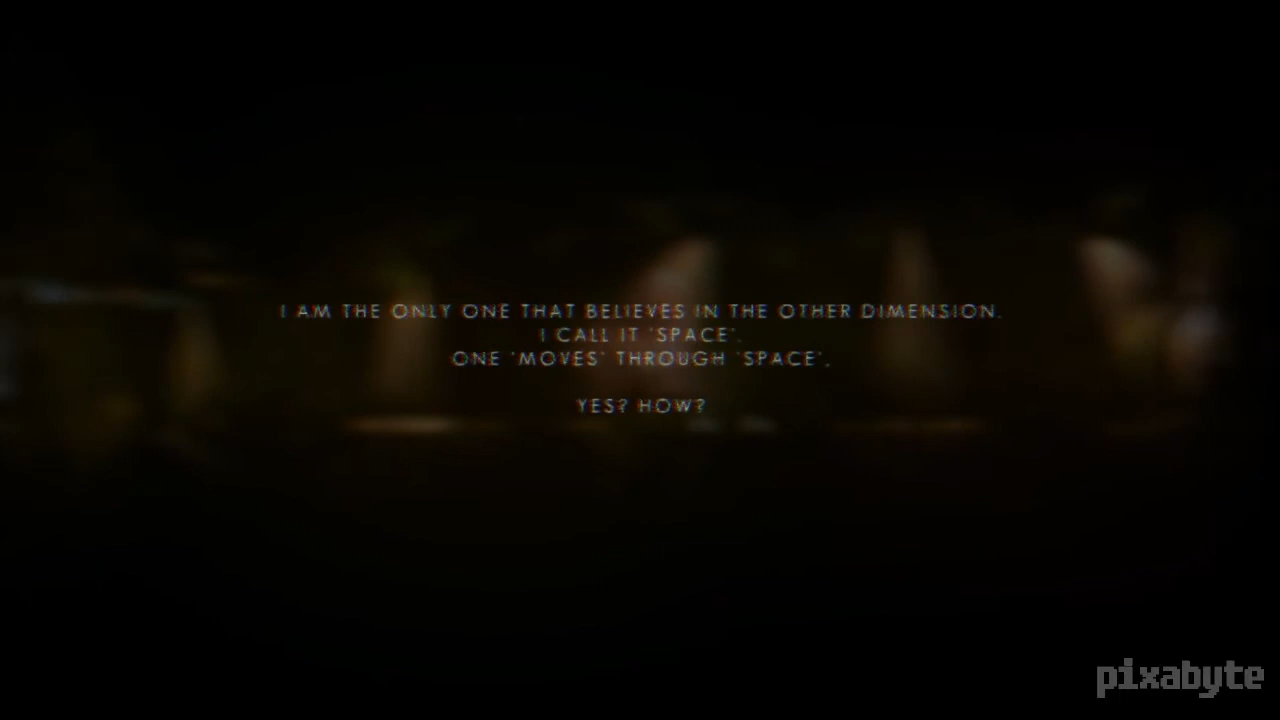 I AM THE ONLY ONE THAT BELIEVES IN THE OTHER DIMENSION.
I CALL IT 'SPACE'.
ONE 'MOVES' THROUGH 'SPACE'.
YES? HOW?
pixabyte